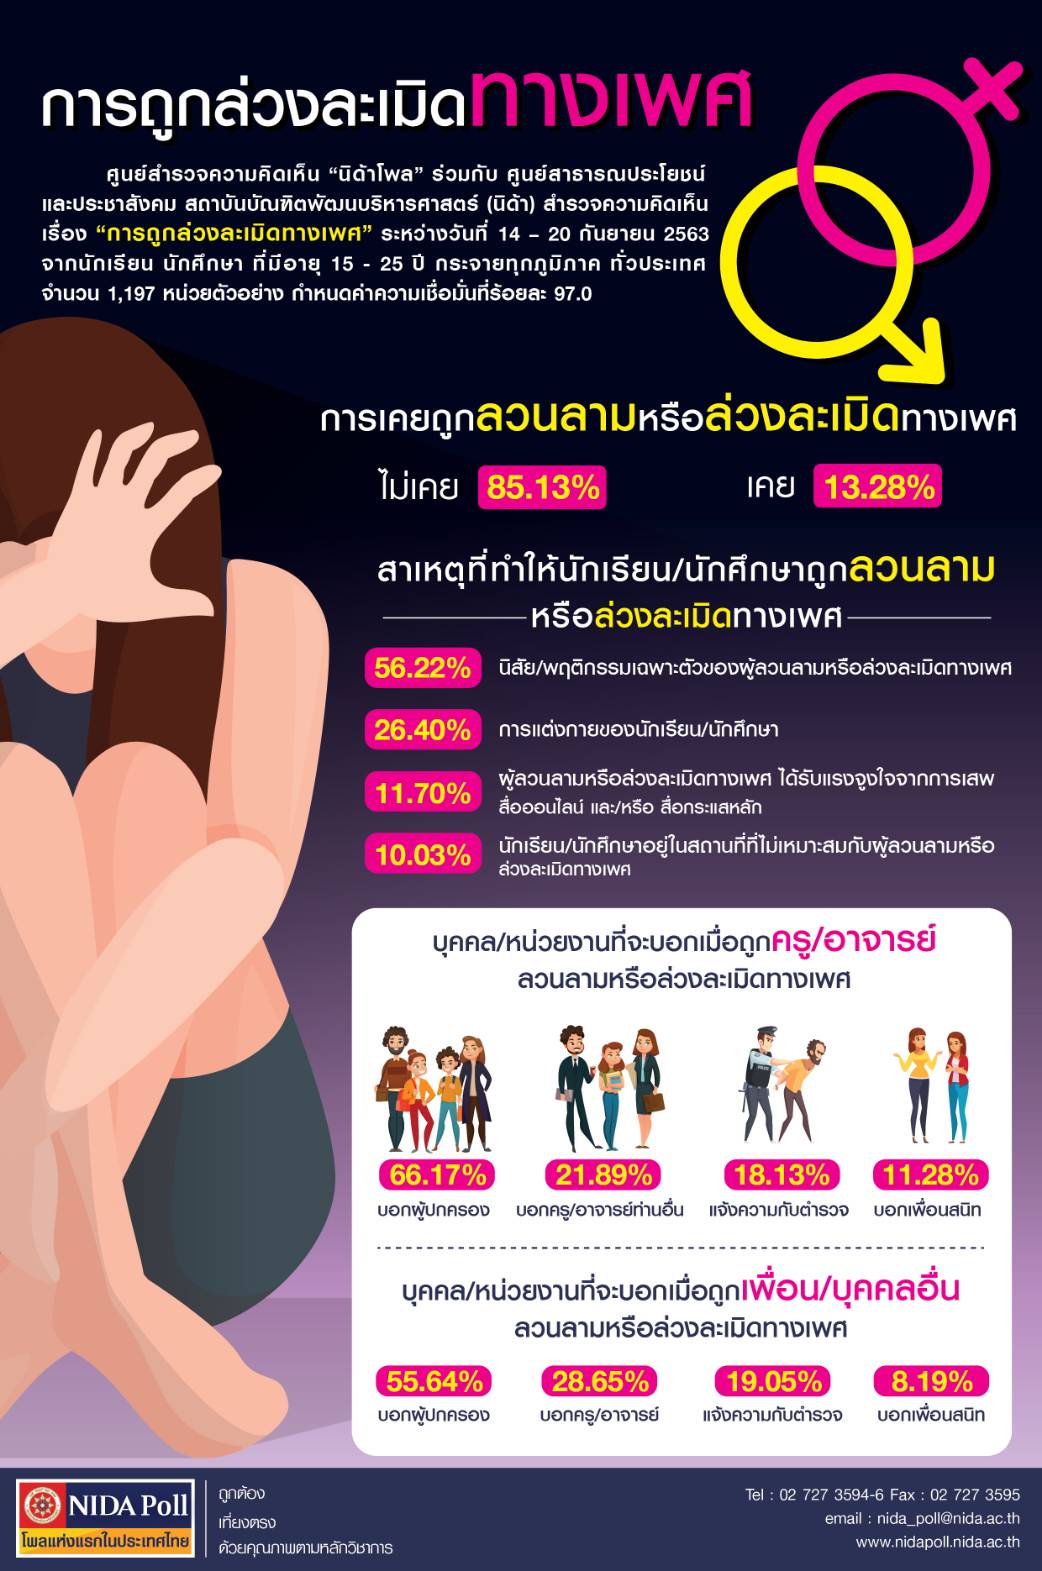 การถูกล่วงละเมิดทางเพศ
ศูนย์สำรวจความคิดเห็น “นิด้าโพล” ร่วมกับ ศูนย์สาธารณประโยชน์
และประชาสังคม สถาบันบัณฑิตพัฒนบริหารศาสตร์ (นิด้า) สำรวจความคิดเห็น
เรื่อง “การถูกล่วงละเมิดทางเพศ” ระหว่างวันที่ 14 – 20 กันยายน 2563
จากนักเรียน นักศึกษา ที่มีอายุ 15 - 25 ปี กระจายทุกภูมิภาค ทั่วประเทศ
จำนวน 1,197 หน่วยตัวอย่าง กำหนดค่าความเชื่อมั่นที่ร้อยละ 97.0
การเคยถูกลวนลามหรือล่วงละเมิดทางเพศ
ไม่เคย 85.13% เคย 13.28%
สาเหตุที่ทำให้นักเรียน/นักศึกษาถูกลวนลาม
หรือล่วงละเมิดทางเพศ
56.22% นิสัย/พฤติกรรมเฉพาะตัวของผู้ลวนลามหรือล่วงละเมิดทางเพศ
26.40% การแต่งกายของนักเรียน/นักศึกษา
11.70% ผู้ลวนลามหรือล่วงละเมิดทางเพศ ได้รับแรงจูงใจจากการเสพ
สื่อออนไลน์ และ/หรือ สื่อกระแสหลัก
10.03% นักเรียน/นักศึกษาอยู่ในสถานที่ที่ไม่เหมาะสมกับผู้ลวนลามหรือ
ล่วงละเมิดทางเพศ
บุคคล/หน่วยงานที่จะบอกเมื่อถูกครู/อาจารย์
ลวนลามหรือล่วงละเมิดทางเพศ
POLICE
66.17% 21.89% 18.13% 11.28%
บอกผู้ปกครอง บอกครู/อาจารย์ท่านอื่น แจ้งความกับตำรวจ บอกเพื่อนสนิท
บุคคล/หน่วยงานที่จะบอกเมื่อถูกเพื่อน/บุคคลอื่น
ลวนลามหรือล่วงละเมิดทางเพศ
55.64% 28.65% 19.05% 8.19%
บอกผู้ปกครอง บอกครู/อาจารย์ แจ้งความกับตำรวจ บอกเพื่อนสนิท
NIDA Poll
โพลแห่งแรกในประเทศไทย
ถูกต้อง
เที่ยงตรง
ด้วยคุณภาพตามหลักวิชาการ
Tel : 02 727 3594-6 Fax : 02 727 3595
email : nida_poll@nida.ac.th
www.nidapoll.nida.ac.th